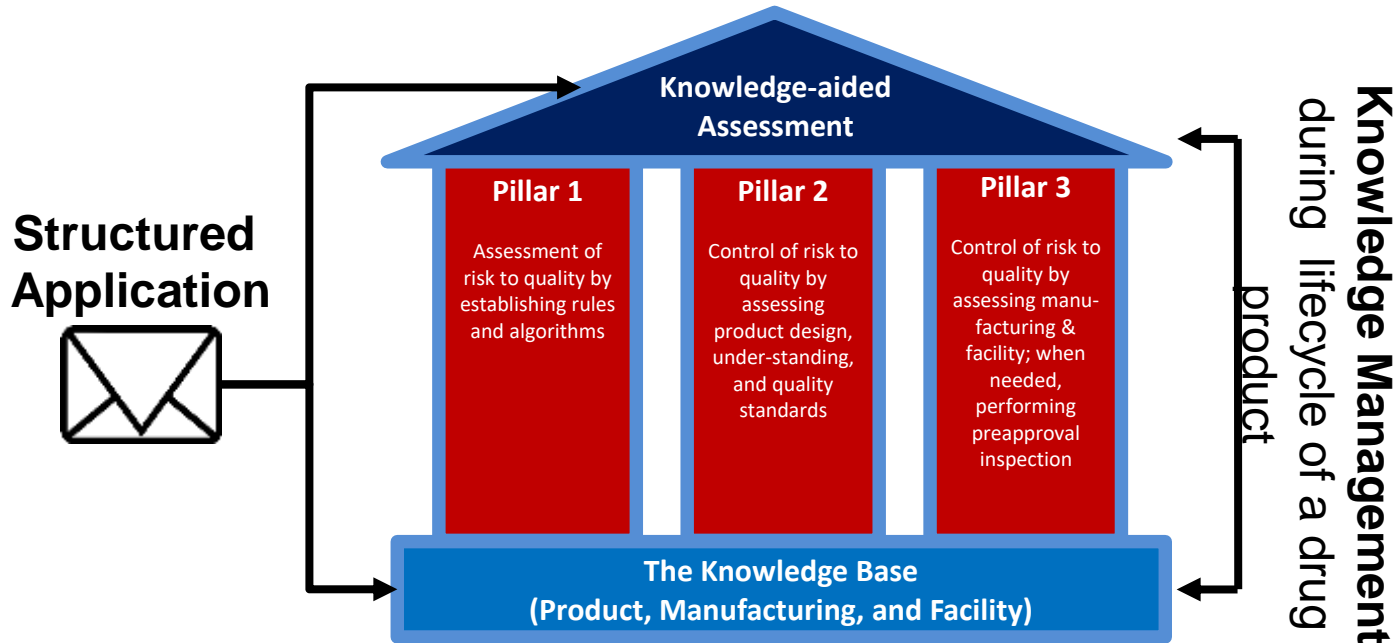 Knowledge-aided
Assessment
Structured
Application
Pillar 1
Assessment of
risk to quality by
establishing rules
and algorithms
Pillar 2
Control of risk to
quality by
assessing
product design,
under-standing,
and quality
standards
Pillar 3
Control of risk to
quality by
assessing manu-
facturing &
facility; when
needed,
performing
preapproval
inspection
The Knowledge Base
(Product, Manufacturing, and Facility)
Knowledge Management
during lifecycle of a drug
product